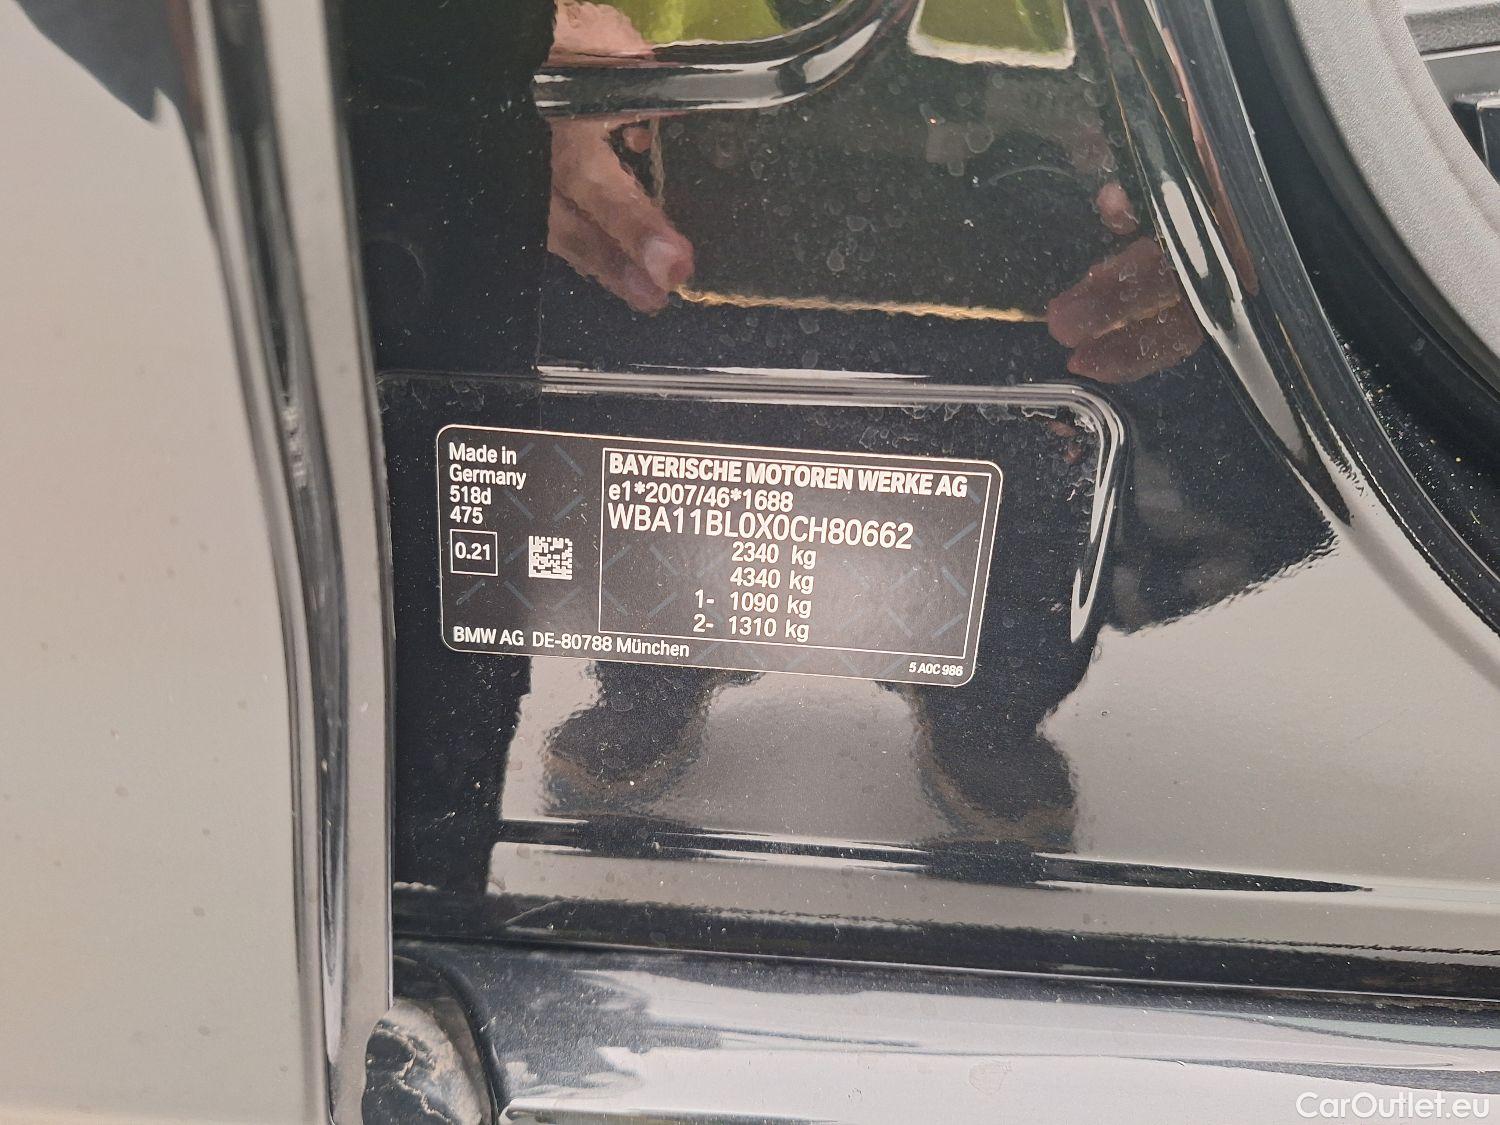 Made in
Germany
518d
475
0.21
BAYERISCHE MOTOREN WERKE AG
e1*2007/46*1688
WBA11BL0X0CH80662
2340 kg
4340 kg
1- 1090 kg
2- 1310 kg
BMW AG DE-80788 München
5 A0C 986
CarOutlet.eu